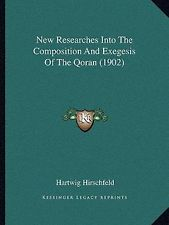 New Researches Into The
Composition And Exegesis
Of The Qoran (1902)
Hartwig Hirschfeld
KESSINGER LEGACY REPRINTS